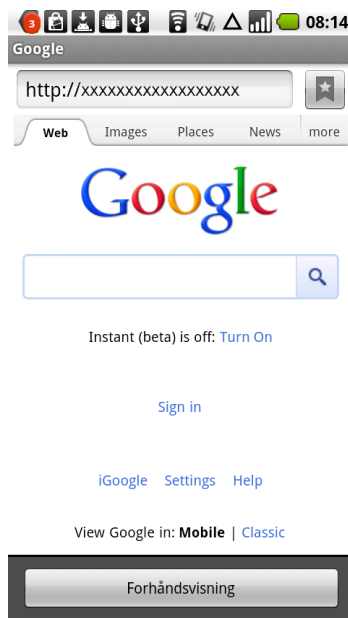 3 08:14
Google
http://xxxxxxxxxxxxxxxxxx
Web Images Places News more
Google
Instant (beta) is off: Turn On
Sign in
iGoogle Settings Help
View Google in: Mobile | Classic
Forhåndsvisning